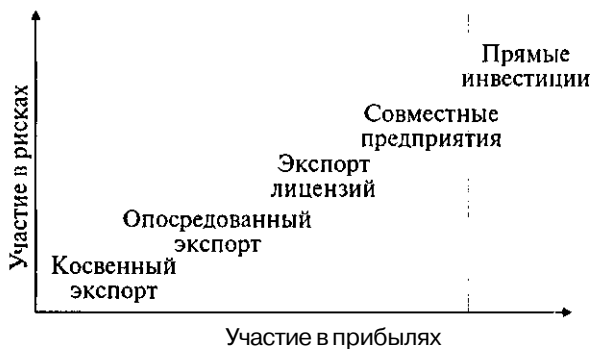 Прямые
инвестиции
Совместные
предприятия
Экспорт
лицензий
Опосредованный
экспорт
Косвенный
экспорт
Участие в рисках
Участие в прибылях